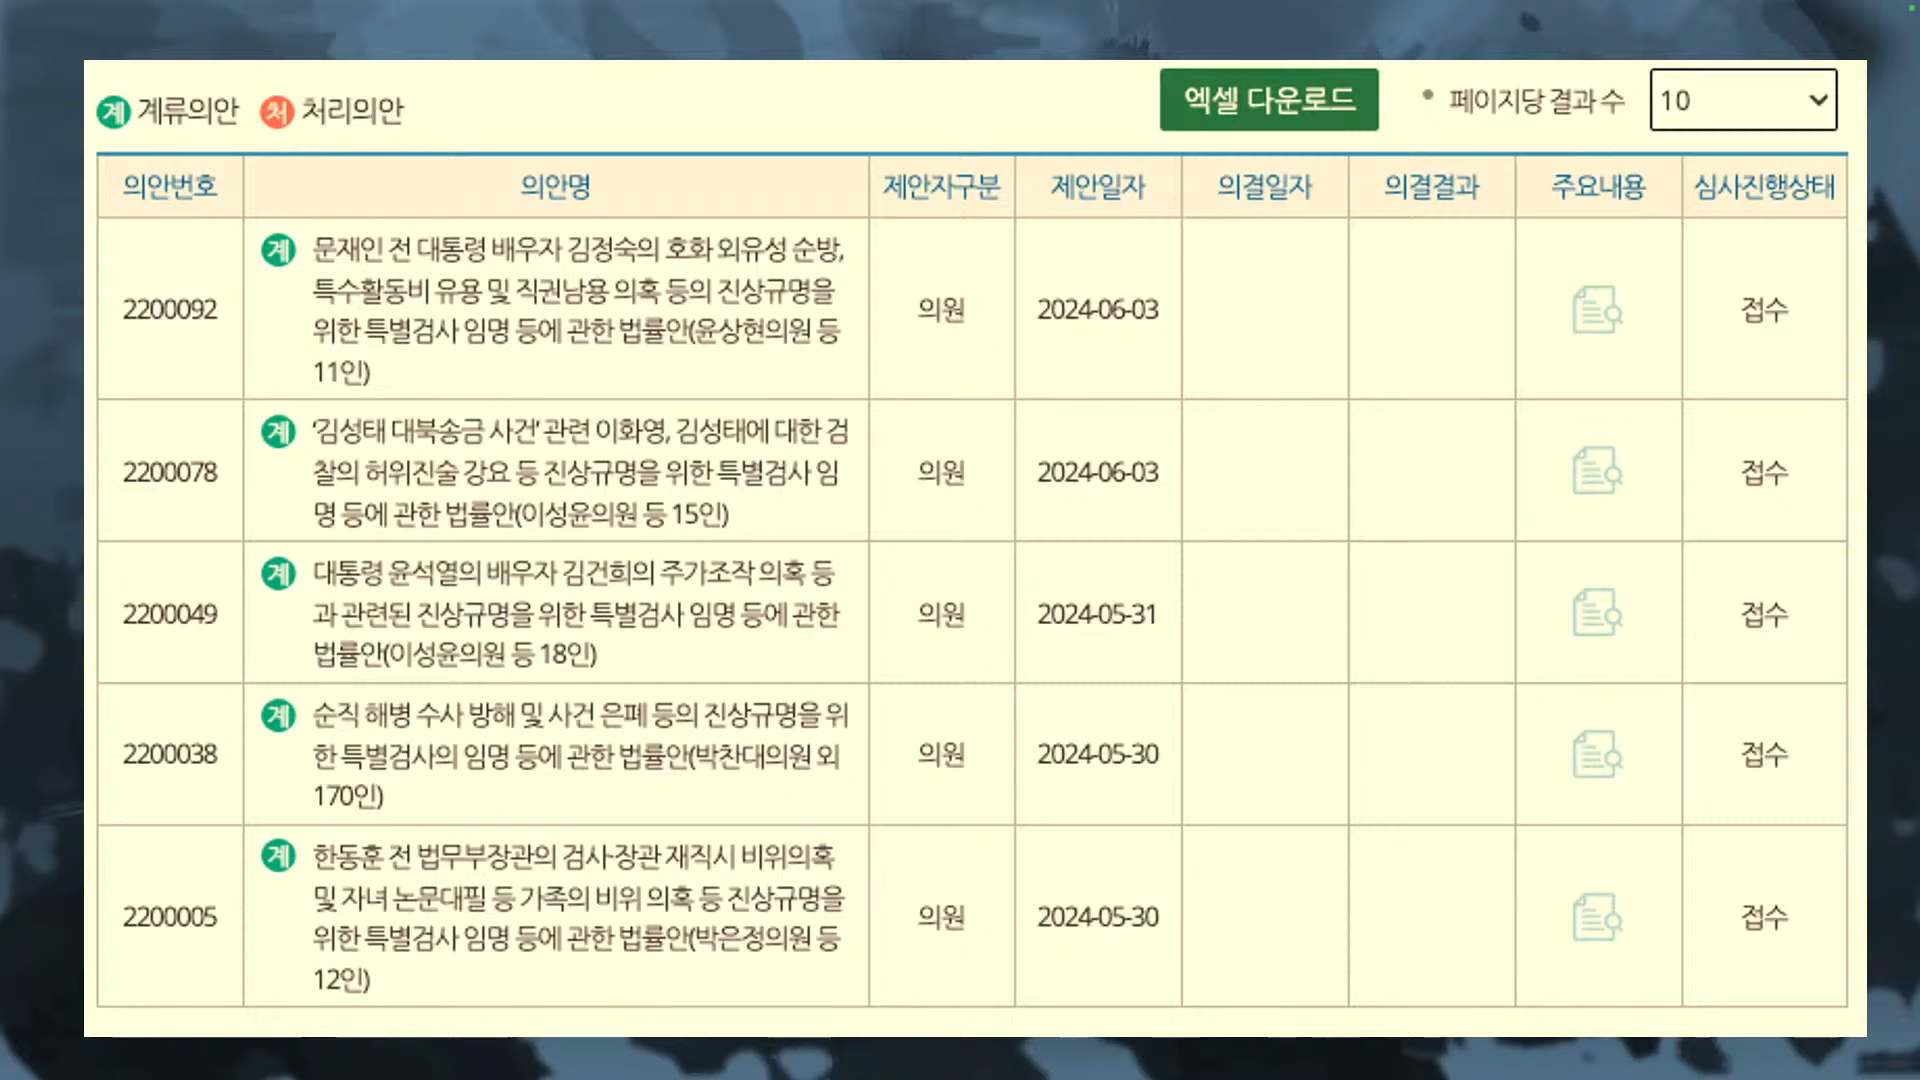 계 계류의안 처 처리의안
엑셀 다운로드
페이지당 결과 수 10
의안번호 의안명 제안자구분 제안일자 의결일자 의결결과 주요내용 심사진행상태
계 문재인 전 대통령 배우자 김정숙의 호화 외유성 순방,
특수활동비 유용 및 직권남용 의혹 등의 진상규명을
2200092 의원 2024-06-03 접수
위한 특별검사 임명 등에 관한 법률안(윤상현의원 등
11인)
계 '김성태 대북송금 사건' 관련 이화영, 김성태에 대한 검
2200078 찰의 허위진술 강요 등 진상규명을 위한 특별검사 임 의원 2024-06-03 접수
명 등에 관한 법률안(이성윤의원 등 15인)
계 대통령 윤석열의 배우자 김건희의 주가조작 의혹 등
2200049 과 관련된 진상규명을 위한 특별검사 임명 등에 관한 의원 2024-05-31 접수
법률안(이성윤의원 등 18인)
계 순직 해병 수사 방해 및 사건 은폐 등의 진상규명을 위
2200038 한 특별검사의 임명 등에 관한 법률안(박찬대의원 외 의원 2024-05-30 접수
170인)
계 한동훈 전 법무부장관의 검사·장관 재직시 비위의혹
및 자녀 논문대필 등 가족의 비위 의혹 등 진상규명을
2200005 의원 2024-05-30 접수
위한 특별검사 임명 등에 관한 법률안(박은정의원 등
12인)